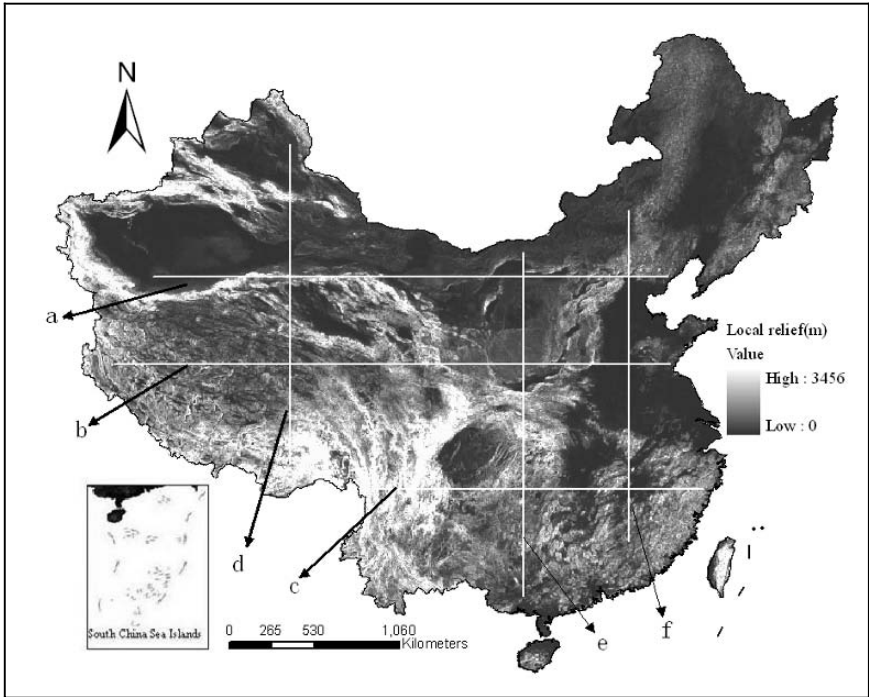 N
a
b
d
c
e
f
Local relief(m)
Value
High : 3456
Low : 0
South China Sea Islands
0 265 530 1,060
Kilometers